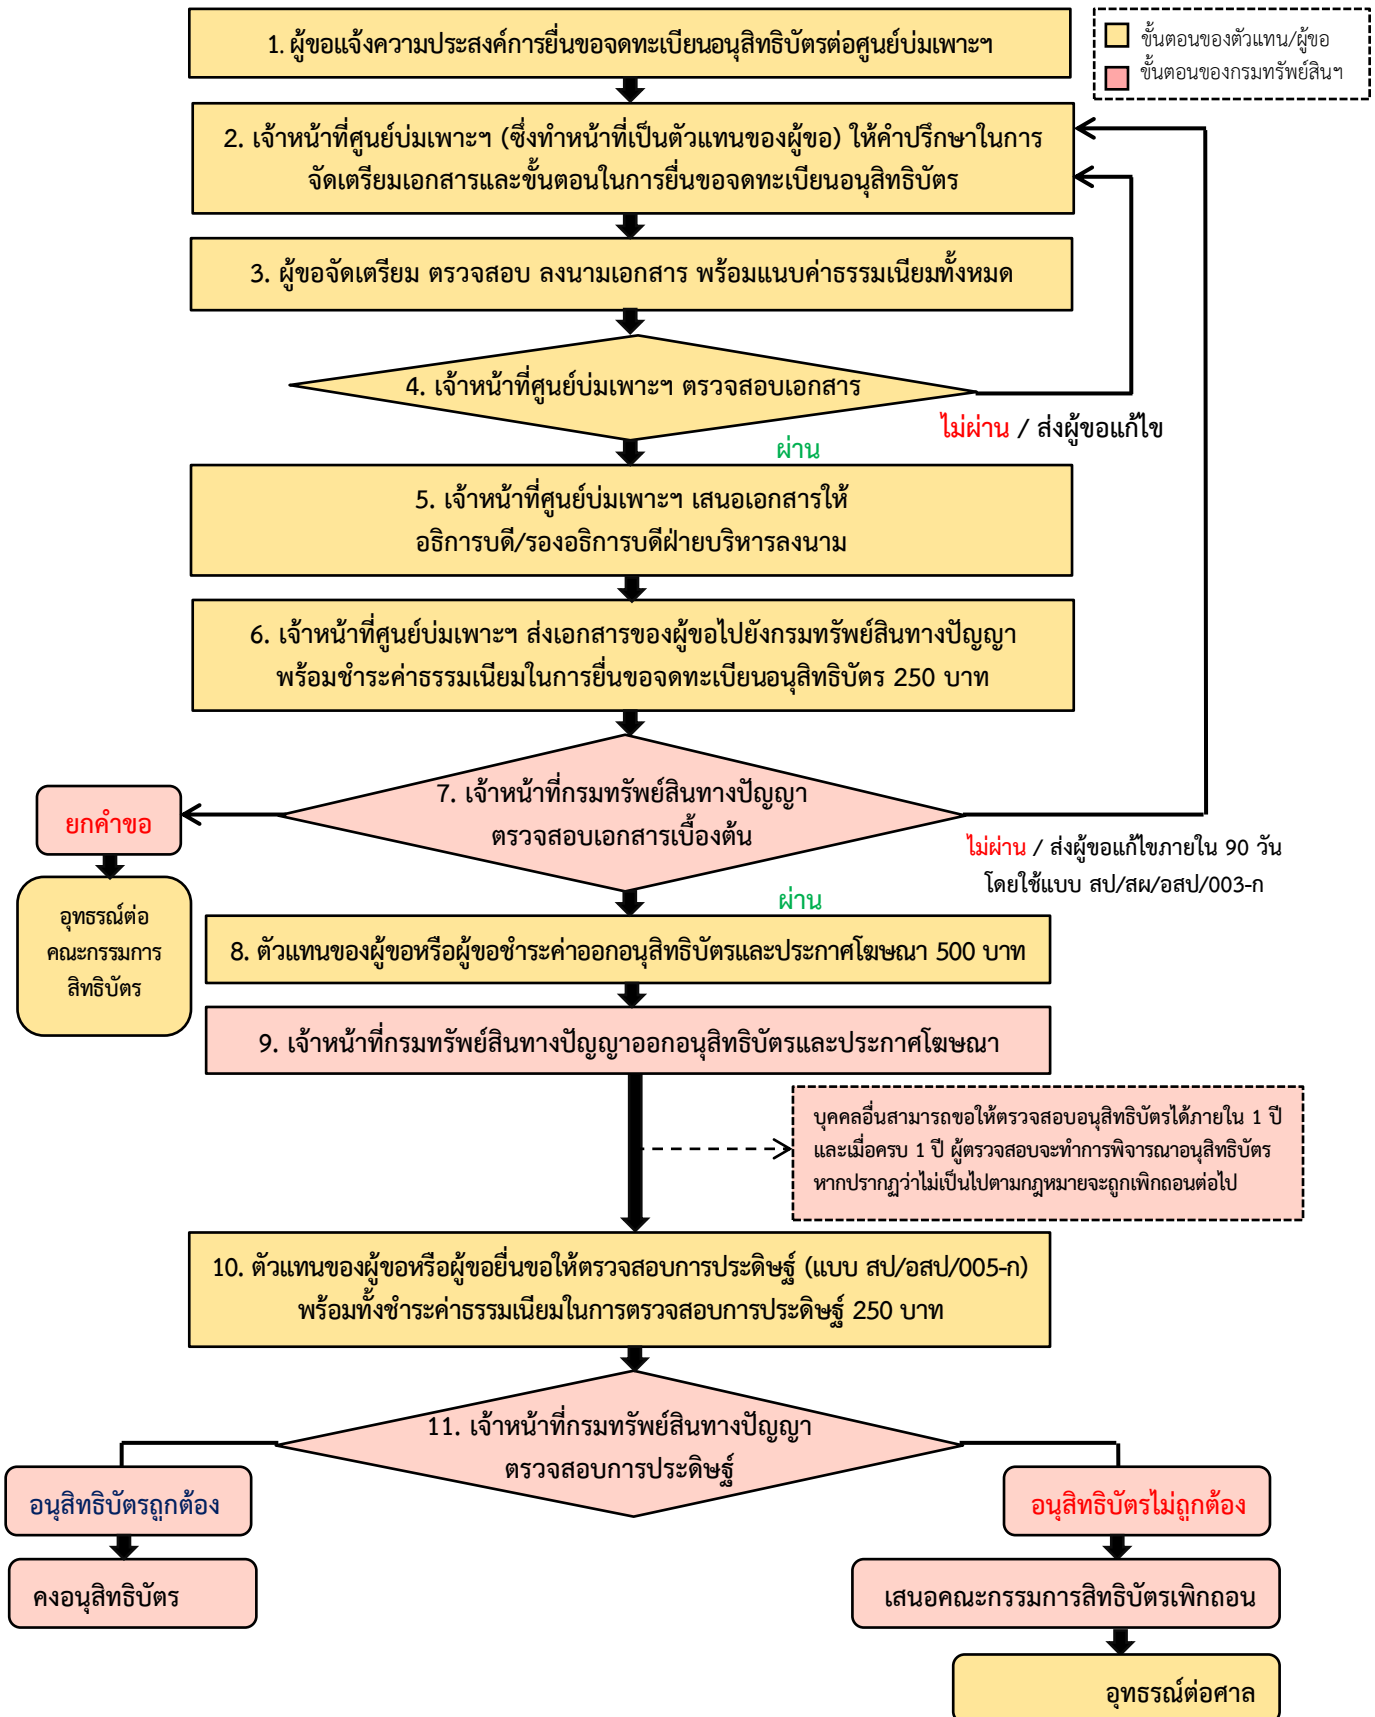 1. ผู้ขอแจ้งความประสงค์การยื่นขอจดทะเบียนอนุสิทธิบัตรต่อศูนย์บ่มเพาะฯ
ขั้นตอนของตัวแทน/ผู้ขอ
ขั้นตอนของกรมทรัพย์สินฯ
2. เจ้าหน้าที่ศูนย์บ่มเพาะฯ (ซึ่งทำหน้าที่เป็นตัวแทนของผู้ขอ) ให้คำปรึกษาในการ
จัดเตรียมเอกสารและขั้นตอนในการยื่นขอจดทะเบียนอนุสิทธิบัตร
3. ผู้ขอจัดเตรียม ตรวจสอบ ลงนามเอกสาร พร้อมแนบค่าธรรมเนียมทั้งหมด
4. เจ้าหน้าที่ศูนย์บ่มเพาะฯ ตรวจสอบเอกสาร
ไม่ผ่าน / ส่งผู้ขอแก้ไข
ผ่าน
5. เจ้าหน้าที่ศูนย์บ่มเพาะฯ เสนอเอกสารให้
อธิการบดี/รองอธิการบดีฝ่ายบริหารลงนาม
6. เจ้าหน้าที่ศูนย์บ่มเพาะฯ ส่งเอกสารของผู้ขอไปยังกรมทรัพย์สินทางปัญญา
พร้อมชำระค่าธรรมเนียมในการยื่นขอจดทะเบียนอนุสิทธิบัตร 250 บาท
7. เจ้าหน้าที่กรมทรัพย์สินทางปัญญา
ตรวจสอบเอกสารเบื้องต้น
ยกคำขอ
ไม่ผ่าน / ส่งผู้ขอแก้ไขภายใน 90 วัน
โดยใช้แบบ สป/สผ/อสป/003-ก
ผ่าน
อุทธรณ์ต่อ
คณะกรรมการ
สิทธิบัตร
8. ตัวแทนของผู้ขอหรือผู้ขอชำระค่าออกอนุสิทธิบัตรและประกาศโฆษณา 500 บาท
9. เจ้าหน้าที่กรมทรัพย์สินทางปัญญาออกอนุสิทธิบัตรและประกาศโฆษณา
บุคคลอื่นสามารถขอให้ตรวจสอบอนุสิทธิบัตรได้ภายใน 1 ปี
และเมื่อครบ 1 ปี ผู้ตรวจสอบจะทำการพิจารณาอนุสิทธิบัตร
หากปรากฏว่าไม่เป็นไปตามกฎหมายจะถูกเพิกถอนต่อไป
10. ตัวแทนของผู้ขอหรือผู้ขอยื่นขอให้ตรวจสอบการประดิษฐ์ (แบบ สป/อสป/005-ก)
พร้อมทั้งชำระค่าธรรมเนียมในการตรวจสอบการประดิษฐ์ 250 บาท
11. เจ้าหน้าที่กรมทรัพย์สินทางปัญญา
ตรวจสอบการประดิษฐ์
อนุสิทธิบัตรถูกต้อง
อนุสิทธิบัตรไม่ถูกต้อง
คงอนุสิทธิบัตร
เสนอคณะกรรมการสิทธิบัตรเพิกถอน
อุทธรณ์ต่อศาล